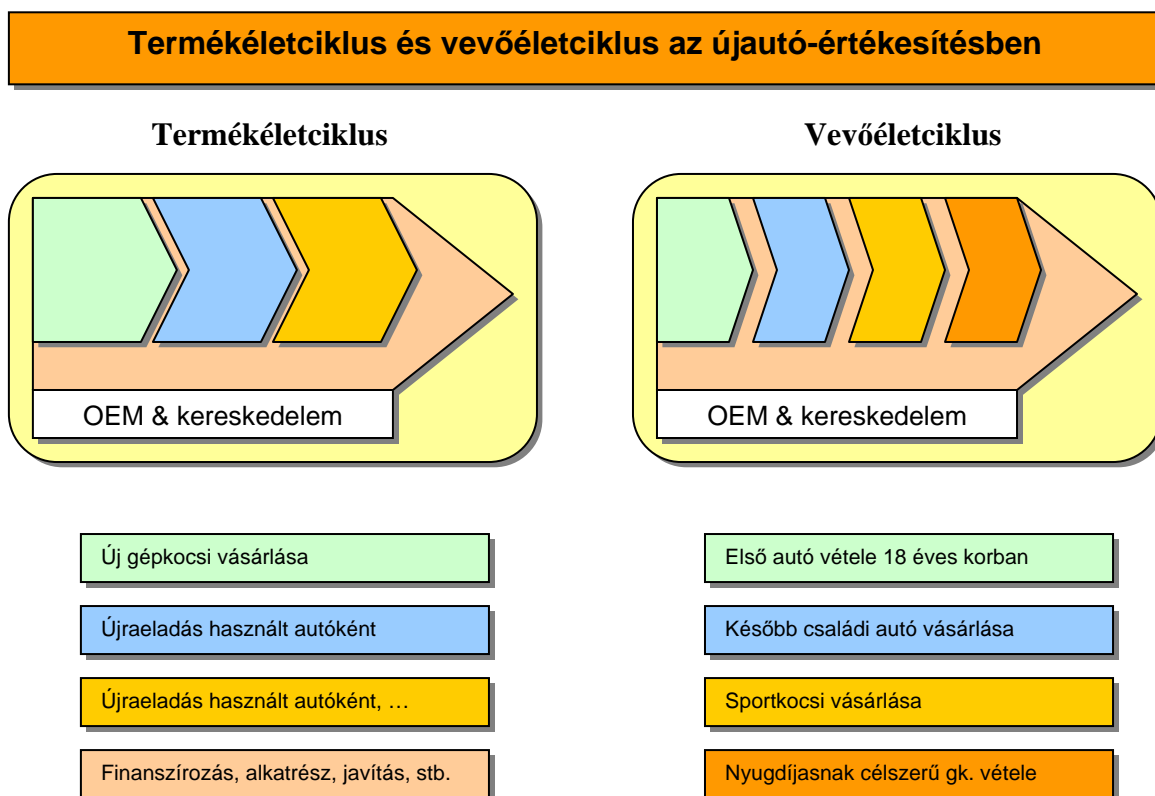 Termékéletciklus és vevőéletciklus az újautó-értékesítésben
Termékéletciklus
OEM & kereskedelem
Új gépkocsi vásárlása
Újraeladás használt autóként
Újraeladás használt autóként, …
Finanszírozás, alkatrész, javítás, stb.
Vevőéletciklus
OEM & kereskedelem
Első autó vétele 18 éves korban
Később családi autó vásárlása
Sportkocsi vásárlása
Nyugdíjasnak célszerű gk. vétele